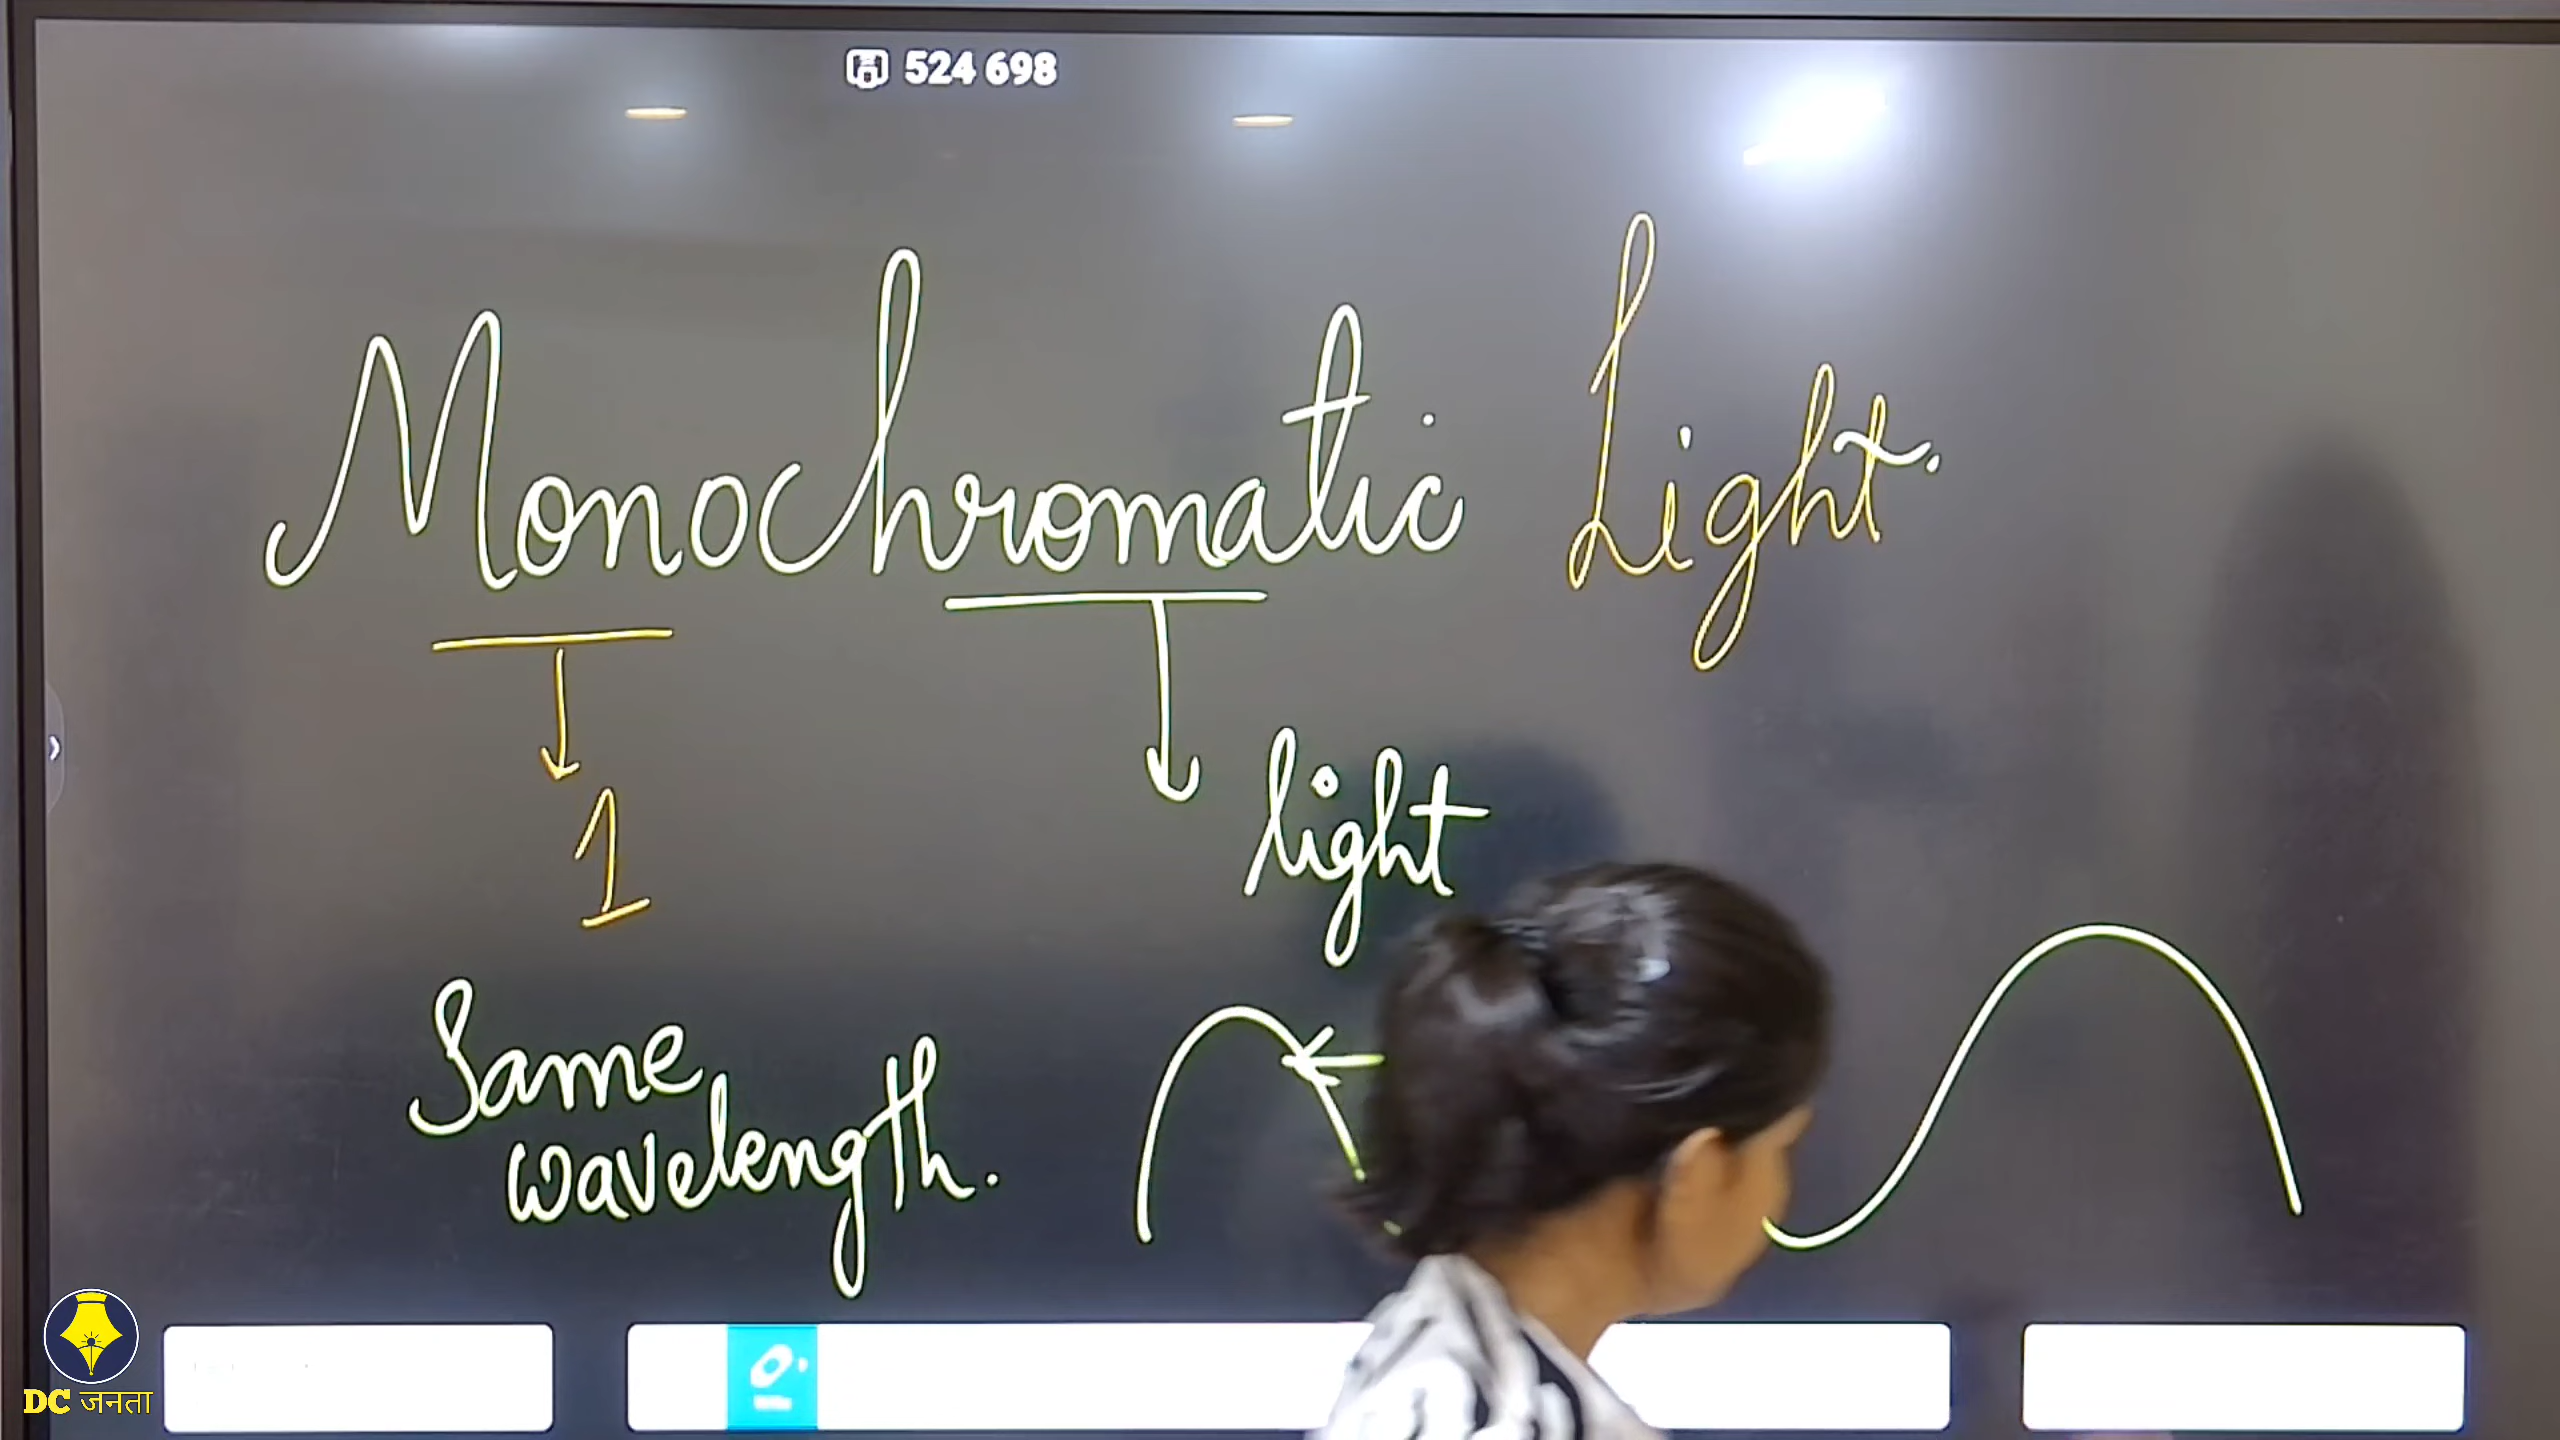 524 698
Monochromatic Light.
1
light
Same
wavelength.
DC जनता